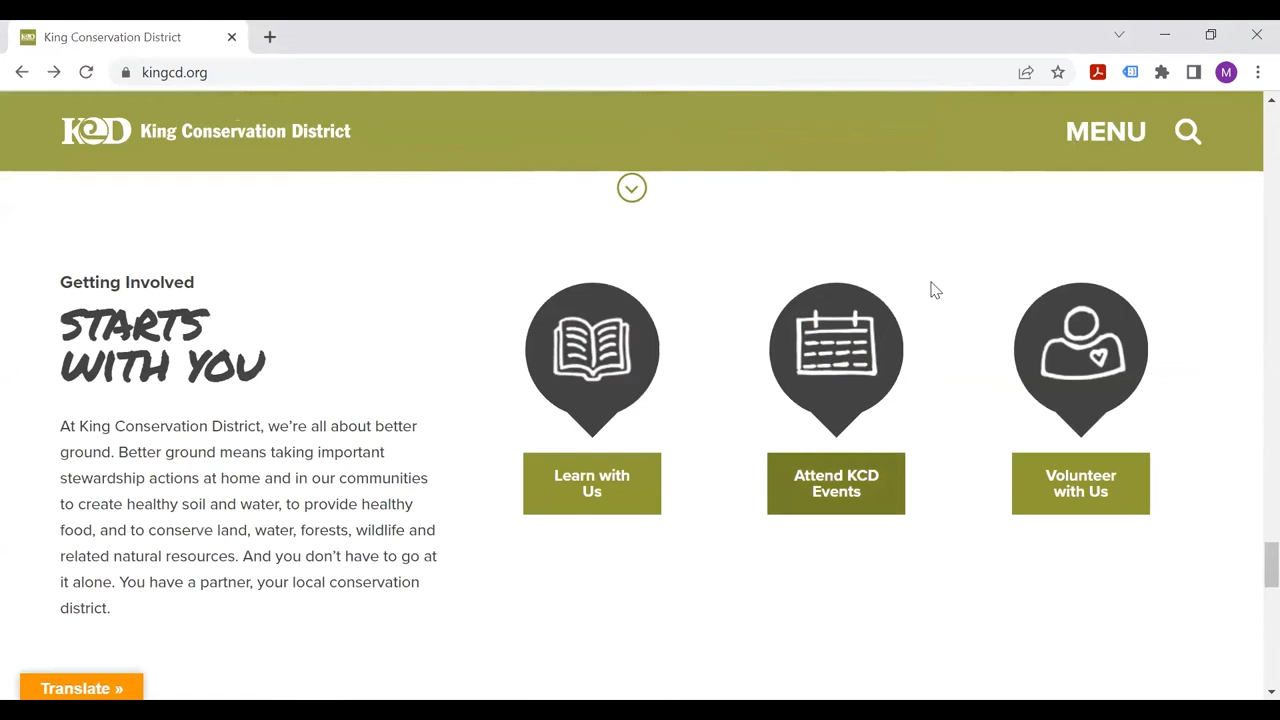 King Conservation District
kingcd.org
M
KCD King Conservation District
MENU
Getting Involved
STARTS
WITH YOU
At King Conservation District, we’re all about better
ground. Better ground means taking important
stewardship actions at home and in our communities
to create healthy soil and water, to provide healthy
food, and to conserve land, water, forests, wildlife and
related natural resources. And you don’t have to go at
it alone. You have a partner, your local conservation
district.
Learn with
Us
Attend KCD
Events
Volunteer
with Us
Translate »